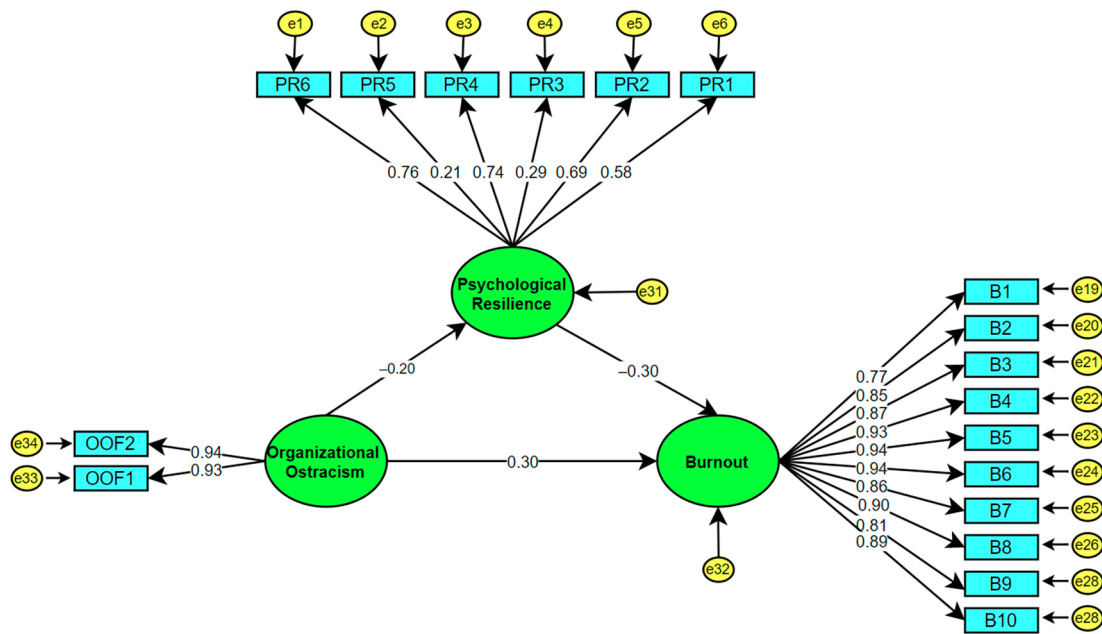 e1 e2 e3 e4 e5 e6
PR6 PR5 PR4 PR3 PR2 PR1
0.76 0.21 0.74 0.29 0.69 0.58
Psychological
Resilience
e31
–0.20
–0.30
Organizational
Ostracism
0.30
Burnout
e32
e34 OOF2 0.94
e33 OOF1 0.93
0.77
0.85
0.87
0.93
0.94
0.94
0.86
0.90
0.81
0.89
B1 e19
B2 e20
B3 e21
B4 e22
B5 e23
B6 e24
B7 e25
B8 e26
B9 e28
B10 e28